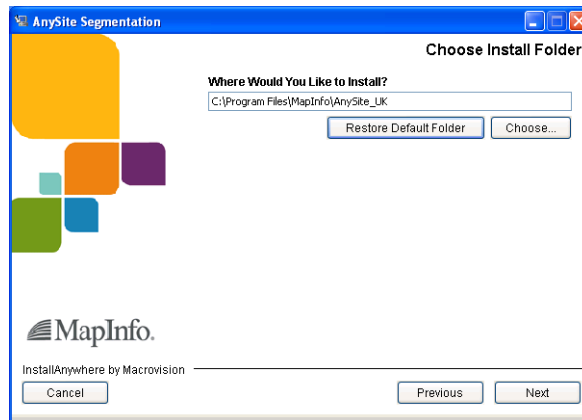 AnySite Segmentation
Choose Install Folder
Where Would You Like to Install?
C:\Program Files\MapInfo\AnySite_UK
Restore Default Folder
Choose...
MapInfo.
InstallAnywhere by Macrovision
Cancel
Previous
Next